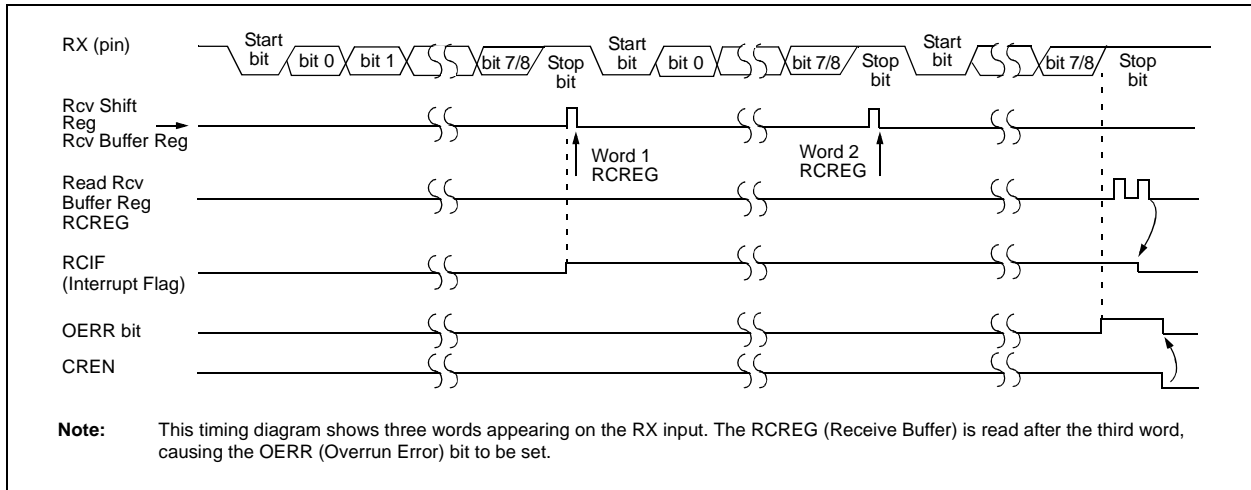 RX (pin)
Start
bit
bit 0
bit 1
bit 7/8
Stop
bit
Start
bit
bit 0
bit 7/8
Stop
bit
Start
bit
bit 7/8
Stop
bit
Rcv Shift
Reg
Rcv Buffer Reg
Word 1
RCREG
Word 2
RCREG
Read Rcv
Buffer Reg
RCREG
RCIF
(Interrupt Flag)
OERR bit
CREN
Note: This timing diagram shows three words appearing on the RX input. The RCREG (Receive Buffer) is read after the third word,
causing the OERR (Overrun Error) bit to be set.